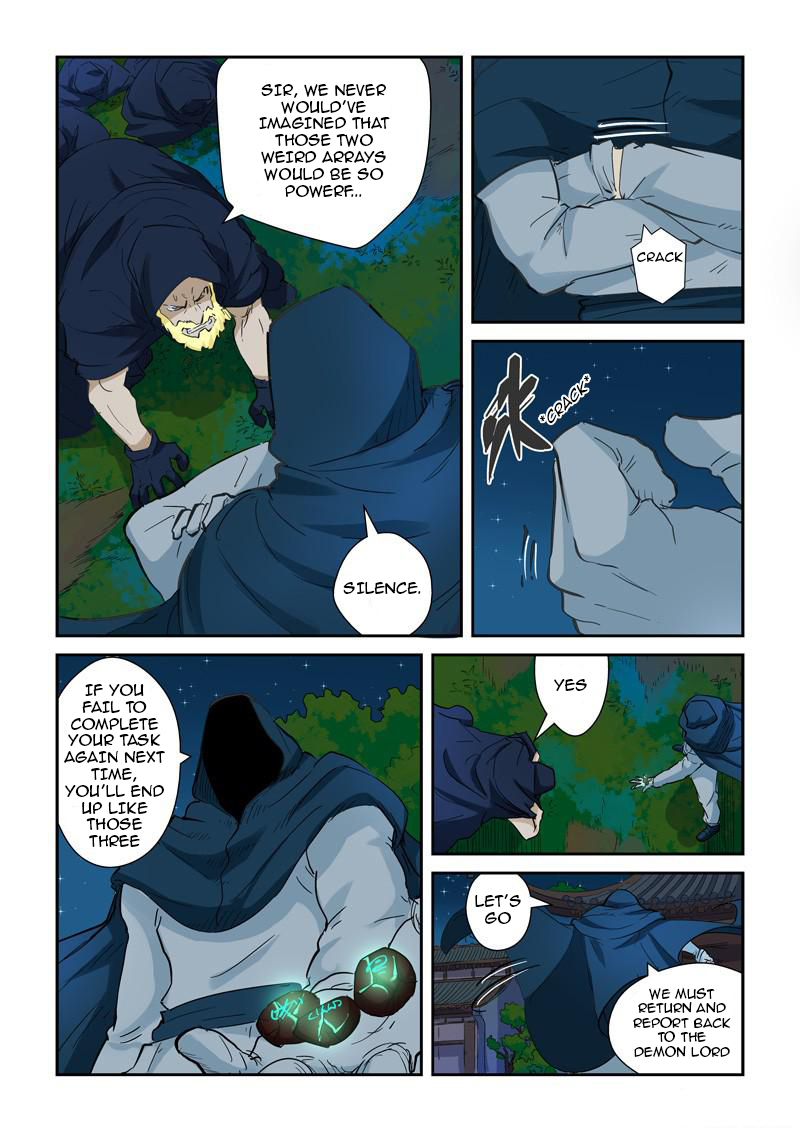 SIR, WE NEVER
WOULD'VE
IMAGINED THAT
THOSE TWO
WEIRD ARRAYS
WOULD BE SO
POWERF...
SILENCE.
CRACK
*CRACK*
IF YOU
FAIL TO
COMPLETE
YOUR TASK
AGAIN NEXT
TIME,
YOU'LL END
UP LIKE
THOSE
THREE
YES
LET'S
GO
WE MUST
RETURN AND
REPORT BACK
TO THE
DEMON LORD